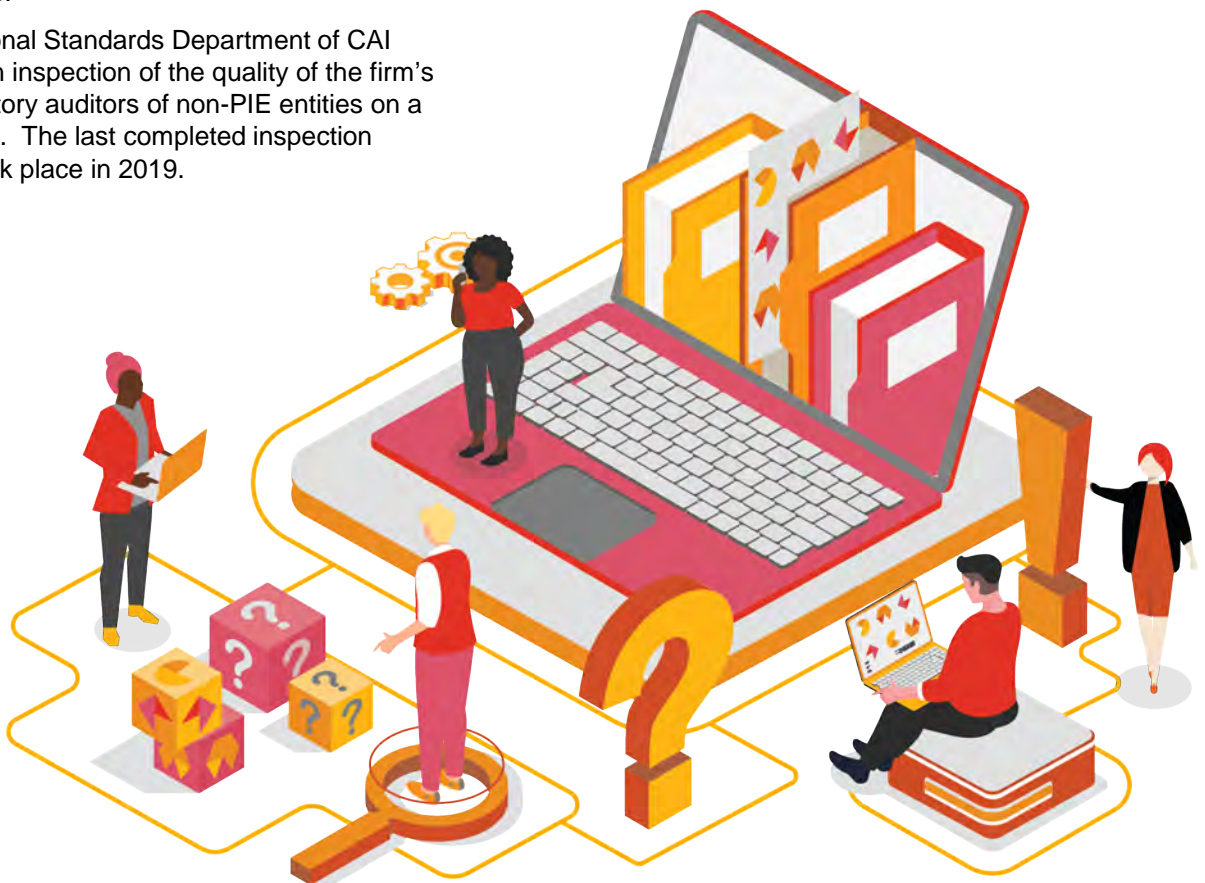 onal Standards Department of CAI
inspection of the quality of the firm's
tory auditors of non-PIE entities on a
. The last completed inspection
k place in 2019.
? ? ?
? ?
?
?
!